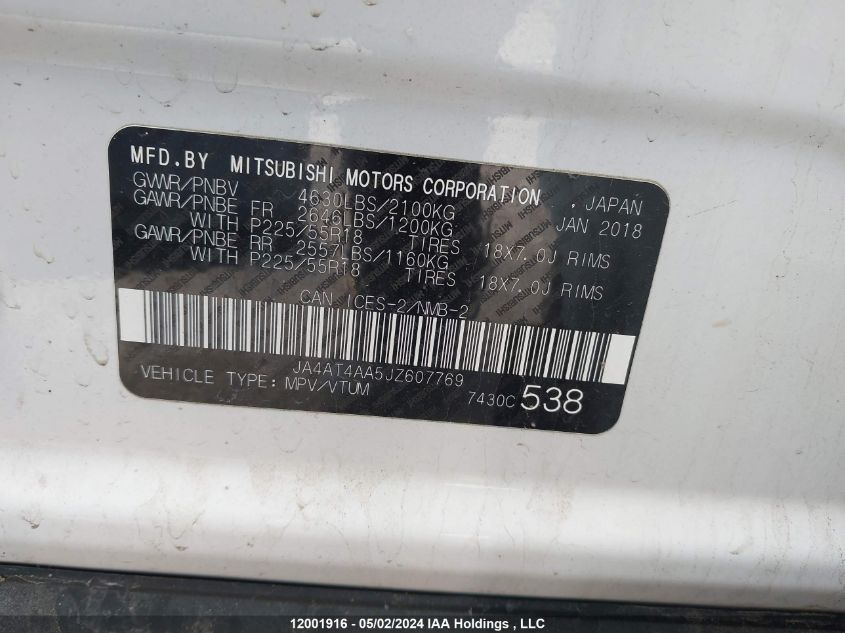 MFD.BY MITSUBISHI MOTORS CORPORATION, JAPAN
GVWR/PNBV 4630LBS/2100KG JAN 2018
GAWR/PNBE FR 2646LBS/1200KG
WITH P225/55R18 TIRES 18X7.0J RIMS
GAWR/PNBE RR 2557LBS/1160KG
WITH P225/55R18 TIRES 18X7.0J RIMS
CAN ICES-2/NMB-2
JA4AT4AA5JZ607769
VEHICLE TYPE: MPV/VTUM 7430C 538
12001916 - 05/02/2024 IAA Holdings , LLC